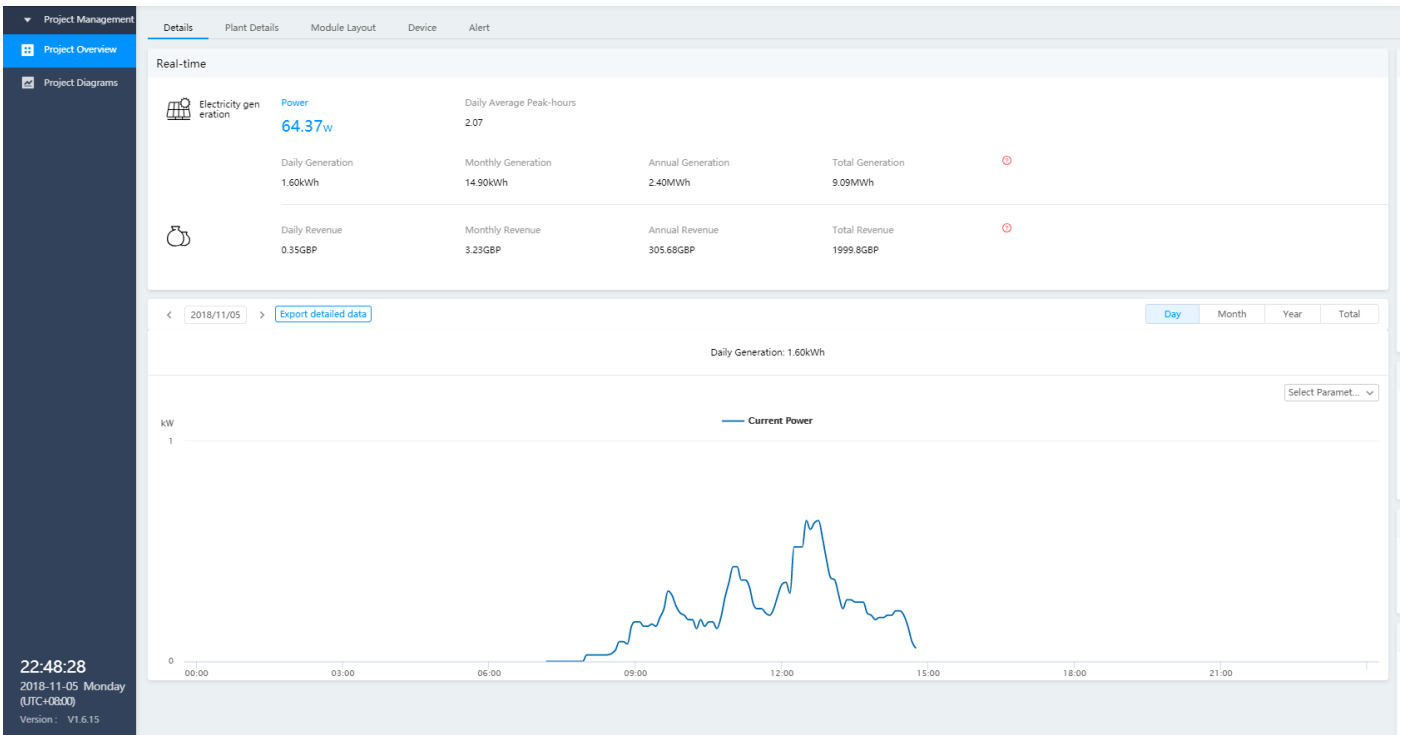 Project Management
Project Overview
Project Diagrams
22:48:28
2018-11-05 Monday
(UTC+08:00)
Version : V1.6.15
Details Plant Details Module Layout Device Alert
Real-time
Electricity gen
eration
Power Daily Average Peak-hours
64.37W 2.07
Daily Generation Monthly Generation Annual Generation Total Generation
1.60kWh 14.90kWh 2.40MWh 9.09MWh
Daily Revenue Monthly Revenue Annual Revenue Total Revenue
0.35GBP 3.23GBP 305.68GBP 1999.8GBP
2018/11/05 Export detailed data Day Month Year Total
Daily Generation: 1.60kWh
Select Paramet...
kW
Current Power
1
0
00:00 03:00 06:00 09:00 12:00 15:00 18:00 21:00